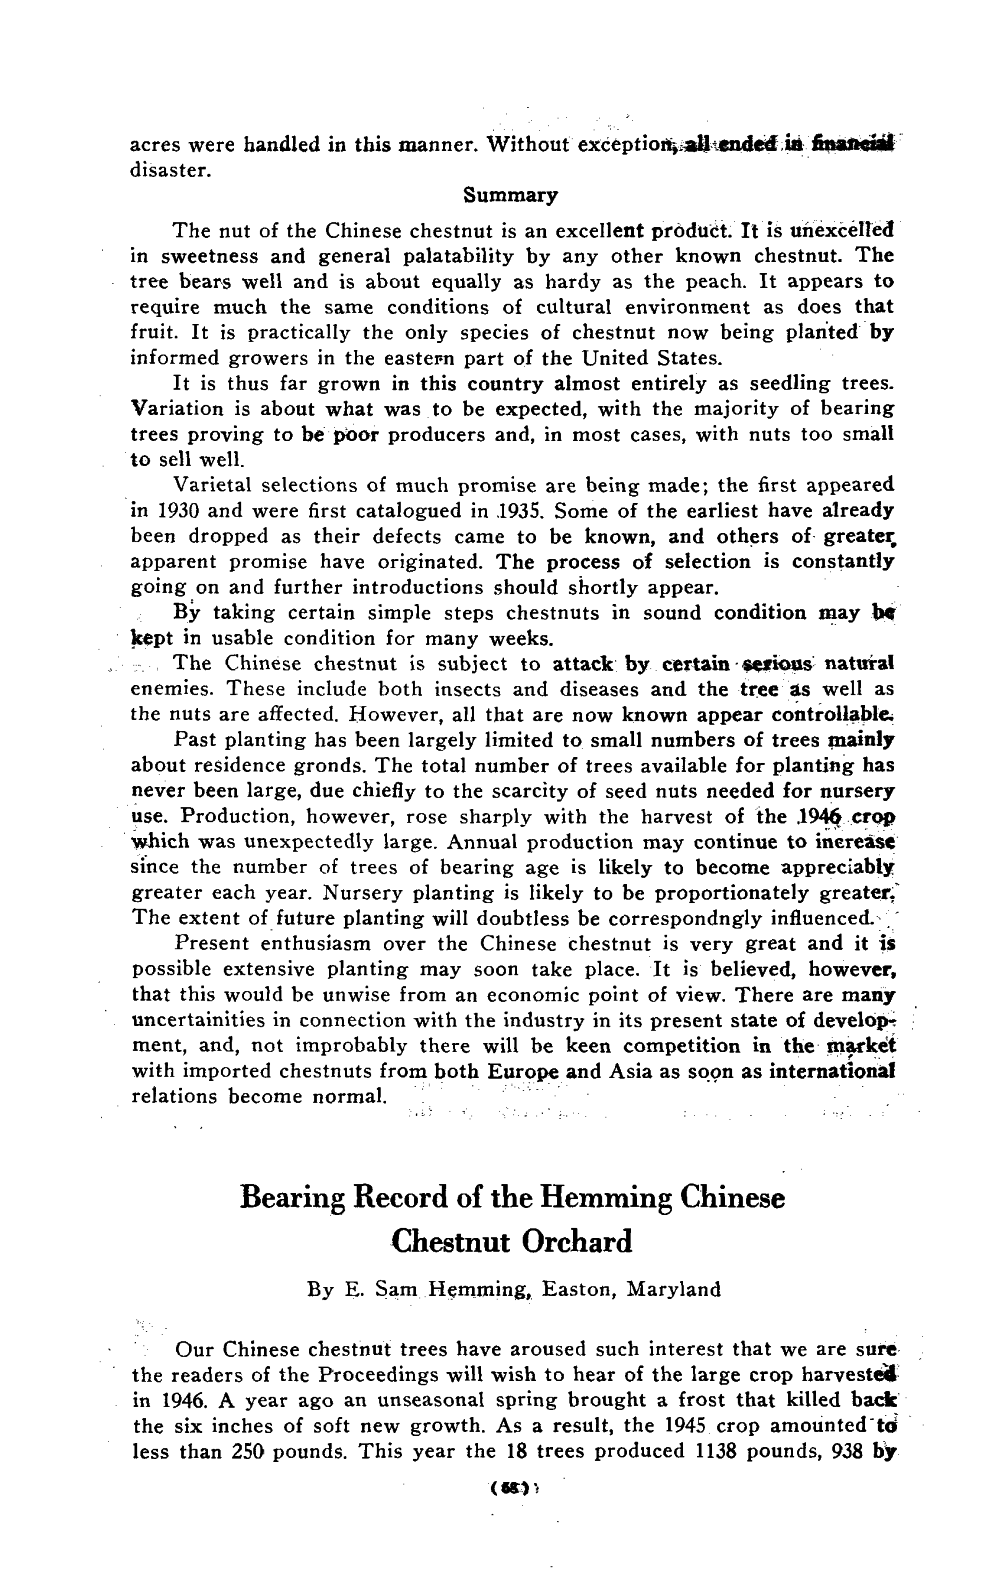 acres were handled in this manner. Without exception, all ended in financial
disaster.
Summary
The nut of the Chinese chestnut is an excellent product. It is unexcelled
in sweetness and general palatability by any other known chestnut. The
tree bears well and is about equally as hardy as the peach. It appears to
require much the same conditions of cultural environment as does that
fruit. It is practically the only species of chestnut now being planted by
informed growers in the eastern part of the United States.
It is thus far grown in this country almost entirely as seedling trees.
Variation is about what was to be expected, with the majority of bearing
trees proving to be poor producers and, in most cases, with nuts too small
to sell well.
Varietal selections of much promise are being made; the first appeared
in 1930 and were first catalogued in 1935. Some of the earliest have already
been dropped as their defects came to be known, and others of greater
apparent promise have originated. The process of selection is constantly
going on and further introductions should shortly appear.
By taking certain simple steps chestnuts in sound condition may be
kept in usable condition for many weeks.
The Chinese chestnut is subject to attack by certain serious natural
enemies. These include both insects and diseases and the tree as well as
the nuts are affected. However, all that are now known appear controllable.
Past planting has been largely limited to small numbers of trees mainly
about residence gronds. The total number of trees available for planting has
never been large, due chiefly to the scarcity of seed nuts needed for nursery
use. Production, however, rose sharply with the harvest of the 1946 crop
which was unexpectedly large. Annual production may continue to increase
since the number of trees of bearing age is likely to become appreciably
greater each year. Nursery planting is likely to be proportionately greater.
The extent of future planting will doubtless be correspondngly influenced.
Present enthusiasm over the Chinese chestnut is very great and it is
possible extensive planting may soon take place. It is believed, however,
that this would be unwise from an economic point of view. There are many
uncertainities in connection with the industry in its present state of develop-
ment, and, not improbably there will be keen competition in the market
with imported chestnuts from both Europe and Asia as soon as international
relations become normal.
Bearing Record of the Hemming Chinese
Chestnut Orchard
By E. Sam Hemming, Easton, Maryland
Our Chinese chestnut trees have aroused such interest that we are sure
the readers of the Proceedings will wish to hear of the large crop harvested
in 1946. A year ago an unseasonal spring brought a frost that killed back
the six inches of soft new growth. As a result, the 1945 crop amounted to
less than 250 pounds. This year the 18 trees produced 1138 pounds, 938 by